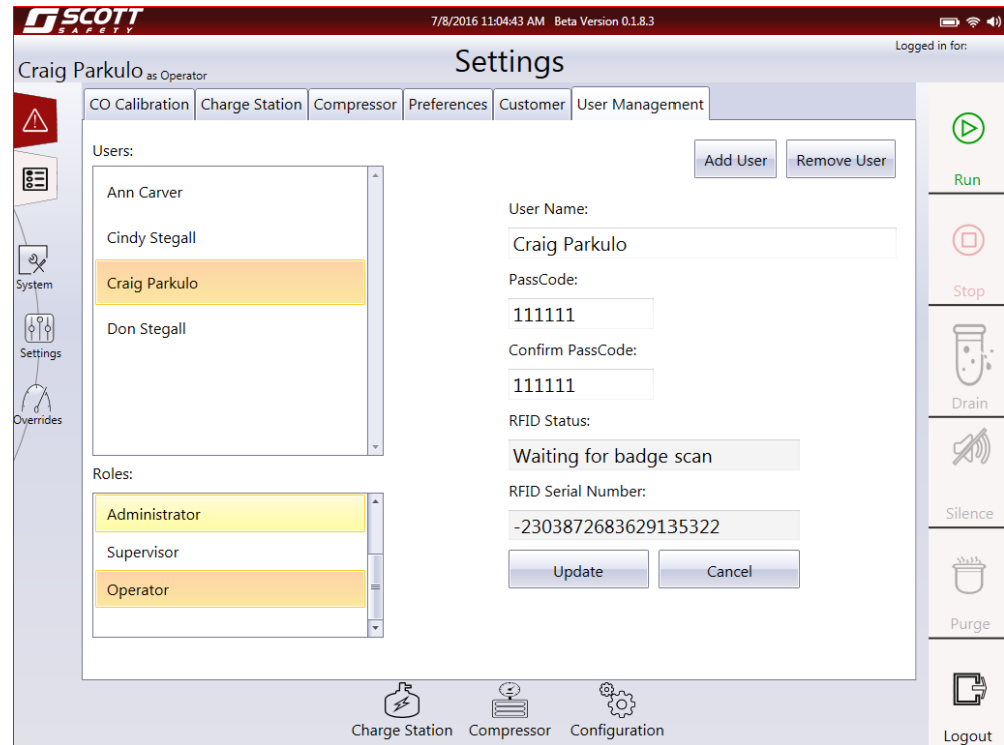 SCOTT
SAFETY
7/8/2016 11:04:43 AM Beta Version 0.1.8.3
Logged in for:
Craig Parkulo as Operator
Settings
CO Calibration
Charge Station
Compressor
Preferences
Customer
User Management
Users:
Ann Carver
Cindy Stegall
Craig Parkulo
Don Stegall
Roles:
Administrator
Supervisor
Operator
Add User
Remove User
User Name:
Craig Parkulo
PassCode:
111111
Confirm PassCode:
111111
RFID Status:
Waiting for badge scan
RFID Serial Number:
-2303872683629135322
Update
Cancel
System
Settings
Overrides
Run
Stop
Drain
Silence
Purge
Logout
Charge Station
Compressor
Configuration